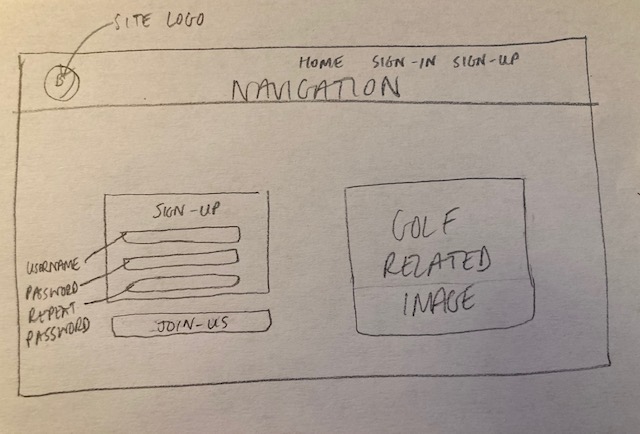 SITE LOGO
B
HOME SIGN-IN SIGN-UP
NAVIGATION
SIGN-UP
USERNAME
PASSWORD
REPEAT
PASSWORD
JOIN-US
GOLF
RELATED
IMAGE